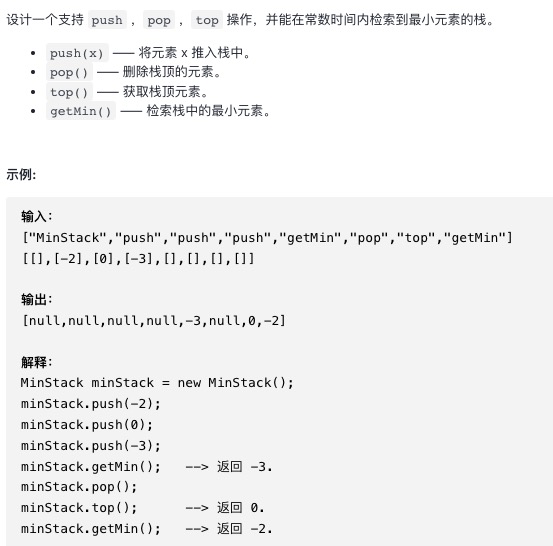 设计一个支持 push ，pop ，top 操作，并能在常数时间内检索到最小元素的栈。
• push(x) —— 将元素 x 推入栈中。
• pop() —— 删除栈顶的元素。
• top() —— 获取栈顶元素。
• getMin() —— 检索栈中的最小元素。
示例:
输入：
["MinStack","push","push","push","getMin","pop","top","getMin"]
[[],[-2],[0],[-3],[],[],[],[]]
输出：
[null,null,null,null,-3,null,0,-2]
解释：
MinStack minStack = new MinStack();
minStack.push(-2);
minStack.push(0);
minStack.push(-3);
minStack.getMin();   --> 返回 -3.
minStack.pop();
minStack.top();      --> 返回 0.
minStack.getMin();   --> 返回 -2.